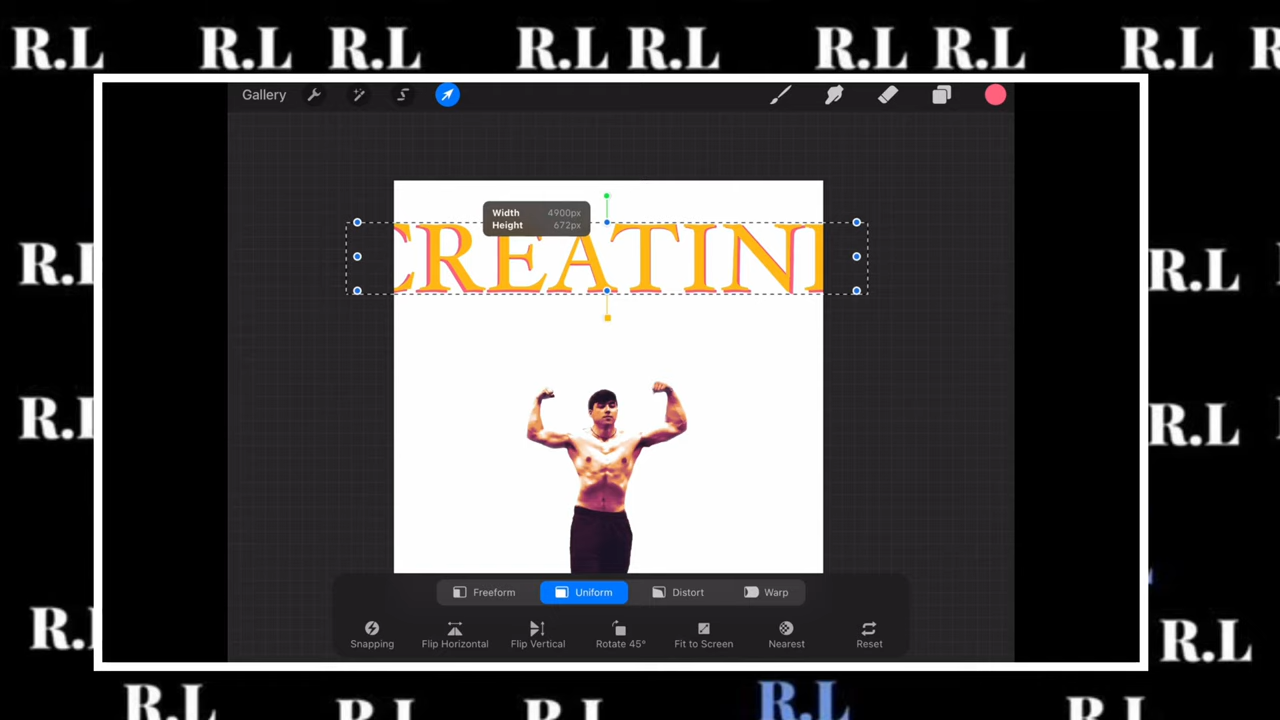 R.L R.L R.L R.L R.L R.L R.L R.L
Gallery
Width 4900px
Height 672px
CREATIN
R.L
R.L
R.L
R.L
Freeform Uniform Distort Warp
Snapping Flip Horizontal Flip Vertical Rotate 45° Fit to Screen Nearest Reset
R.L
R.L
R.L R.L R.L R.L R.L